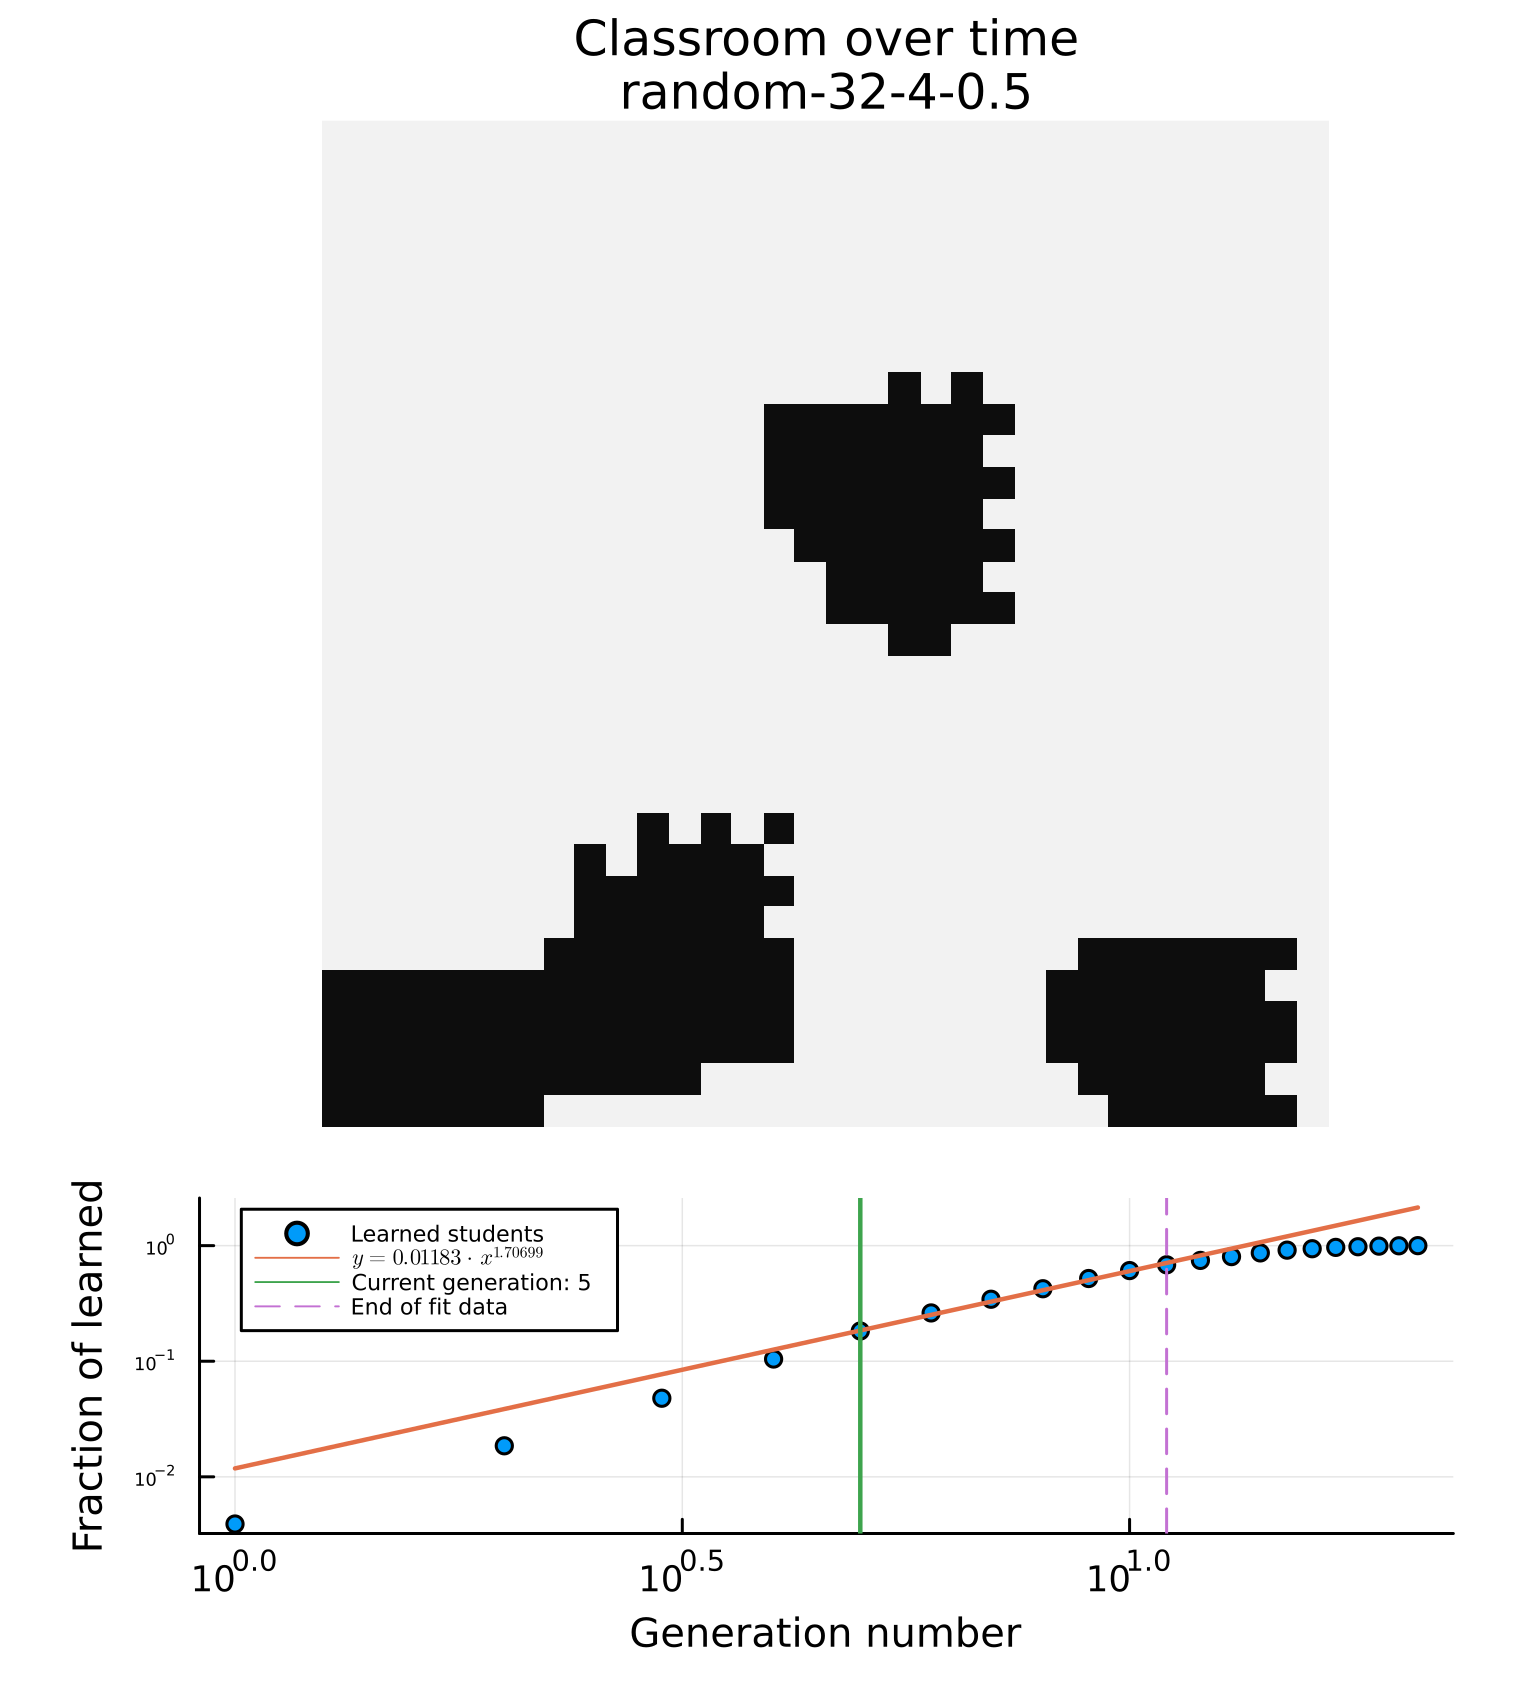 Classroom over time
random-32-4-0.5
Fraction of learned
Learned students
y = 0.01183 · x^1.70699
Current generation: 5
End of fit data
10^0
10^-1
10^-2
10^0.0
10^0.5
10^1.0
Generation number